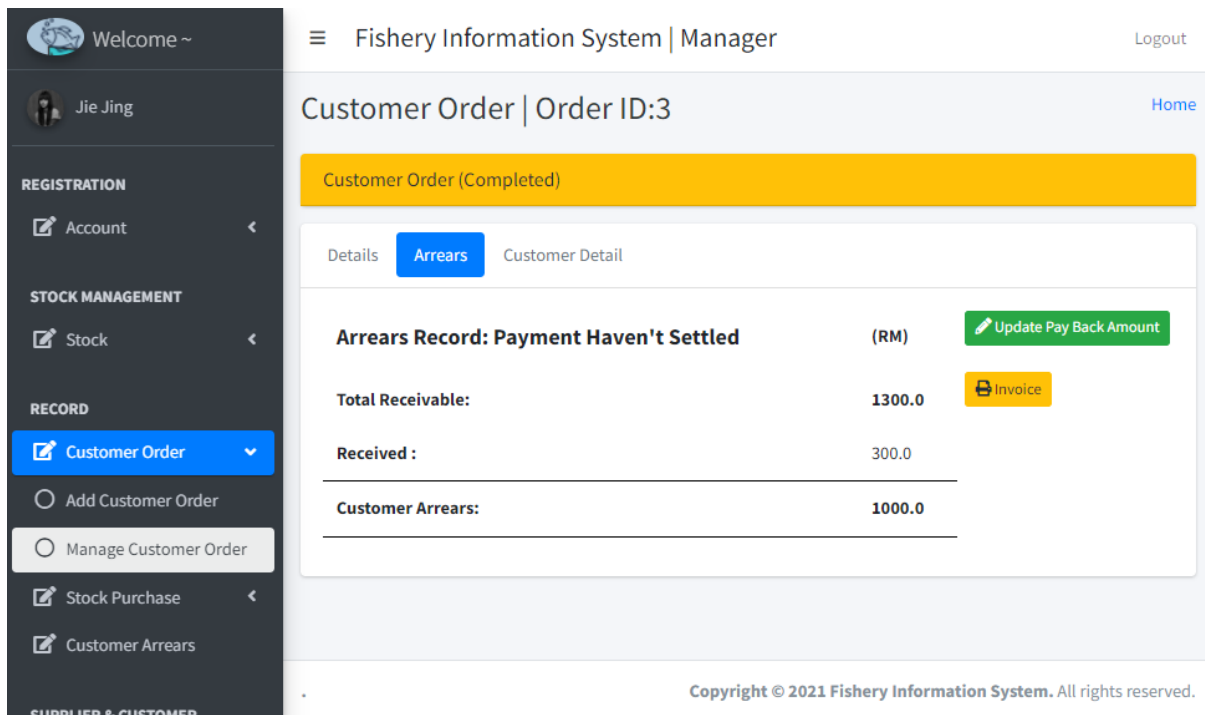 Welcome ~
Jie Jing
REGISTRATION
Account
STOCK MANAGEMENT
Stock
RECORD
Customer Order
Add Customer Order
Manage Customer Order
Stock Purchase
Customer Arrears
SUPPLIER & CUSTOMER
Fishery Information System | Manager
Logout
Customer Order | Order ID:3
Home
Customer Order (Completed)
Details Arrears Customer Detail
Arrears Record: Payment Haven't Settled (RM) Update Pay Back Amount
Invoice
Total Receivable: 1300.0
Received : 300.0
Customer Arrears: 1000.0
. Copyright © 2021 Fishery Information System. All rights reserved.